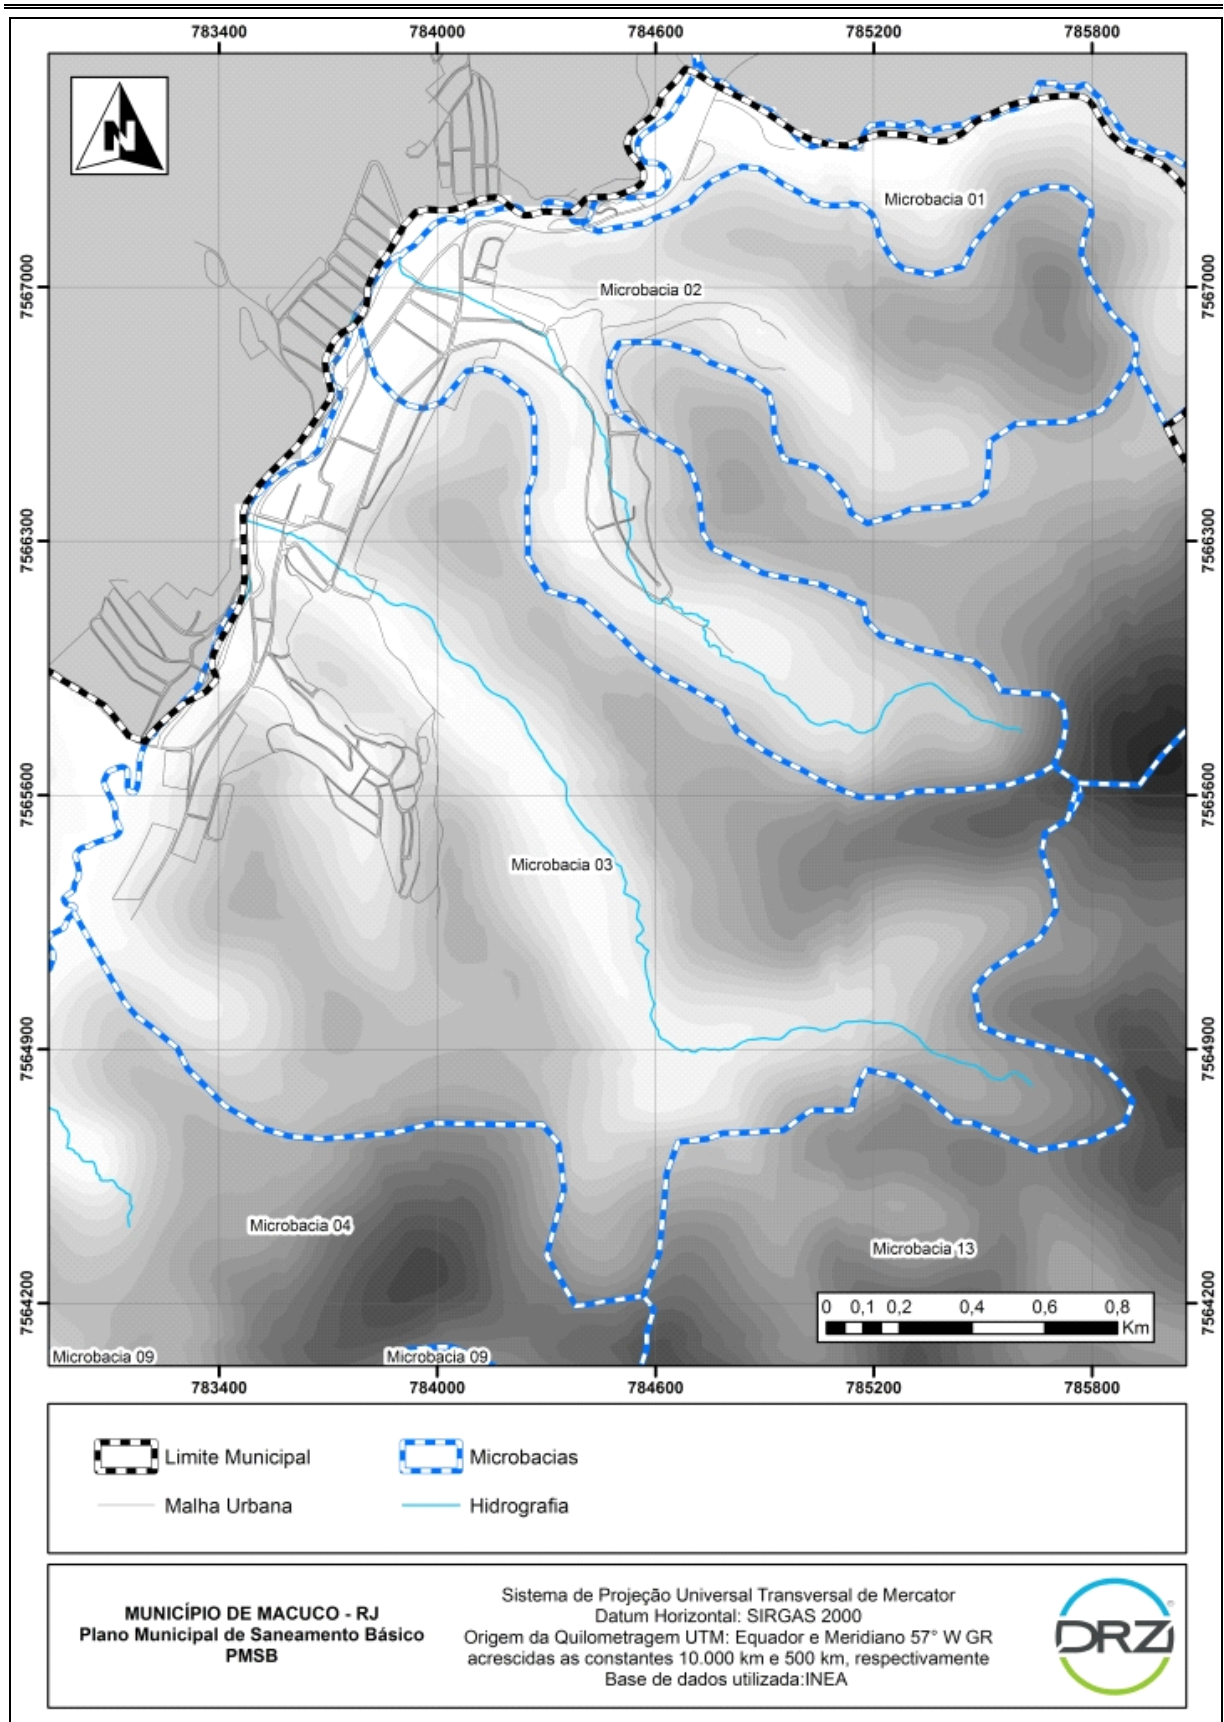 783400 784000 784600 785200 785800
N
Microbacia 01
7567000 7567000
Microbacia 02
7566300 7566300
7565600 7565600
Microbacia 03
7564900 7564900
Microbacia 04
Microbacia 13
7564200 7564200
0 0,1 0,2 0,4 0,6 0,8
Km
Microbacia 09 Microbacia 09
783400 784000 784600 785200 785800
Limite Municipal Microbacias
Malha Urbana Hidrografia
MUNICÍPIO DE MACUCO - RJ
Plano Municipal de Saneamento Básico
PMSB
Sistema de Projeção Universal Transversal de Mercator
Datum Horizontal: SIRGAS 2000
Origem da Quilometragem UTM: Equador e Meridiano 57° W GR
acrescidas as constantes 10.000 km e 500 km, respectivamente
Base de dados utilizada:INEA
DRZ®